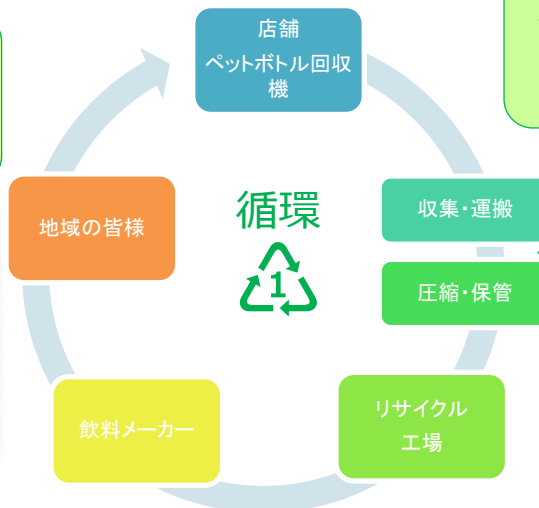 店舗
ペットボトル回収
機
収集・運搬
圧縮・保管
リサイクル
工場
飲料メーカー
地域の皆様
循環
1